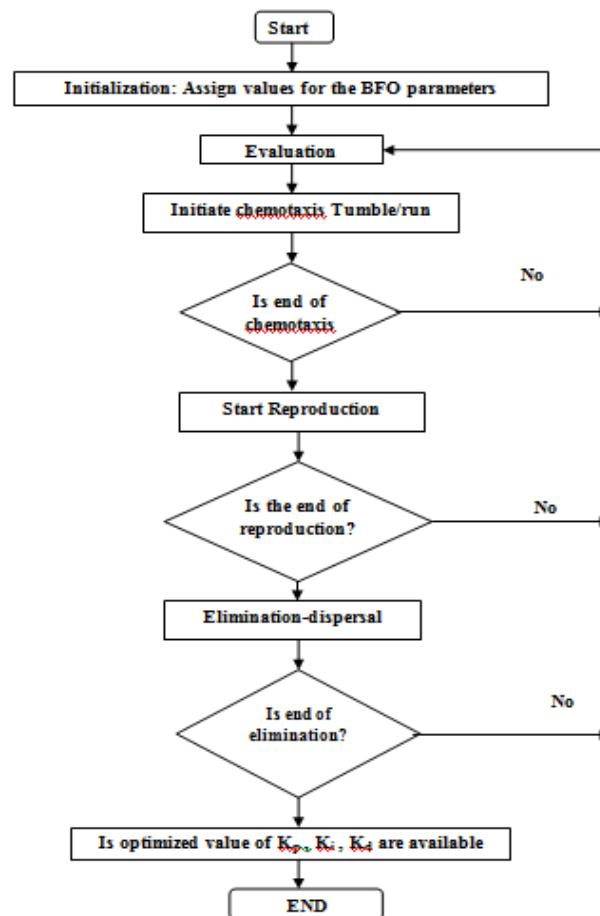 Start
Initialization: Assign values for the BFO parameters
Evaluation
Initiate chemotaxis Tumble/run
No
Is end of
chemotaxis
Start Reproduction
Is the end of
reproduction?
No
Elimination-dispersal
No
Is end of
elimination?
Is optimized value of Kp, Ki , Kd are available
END